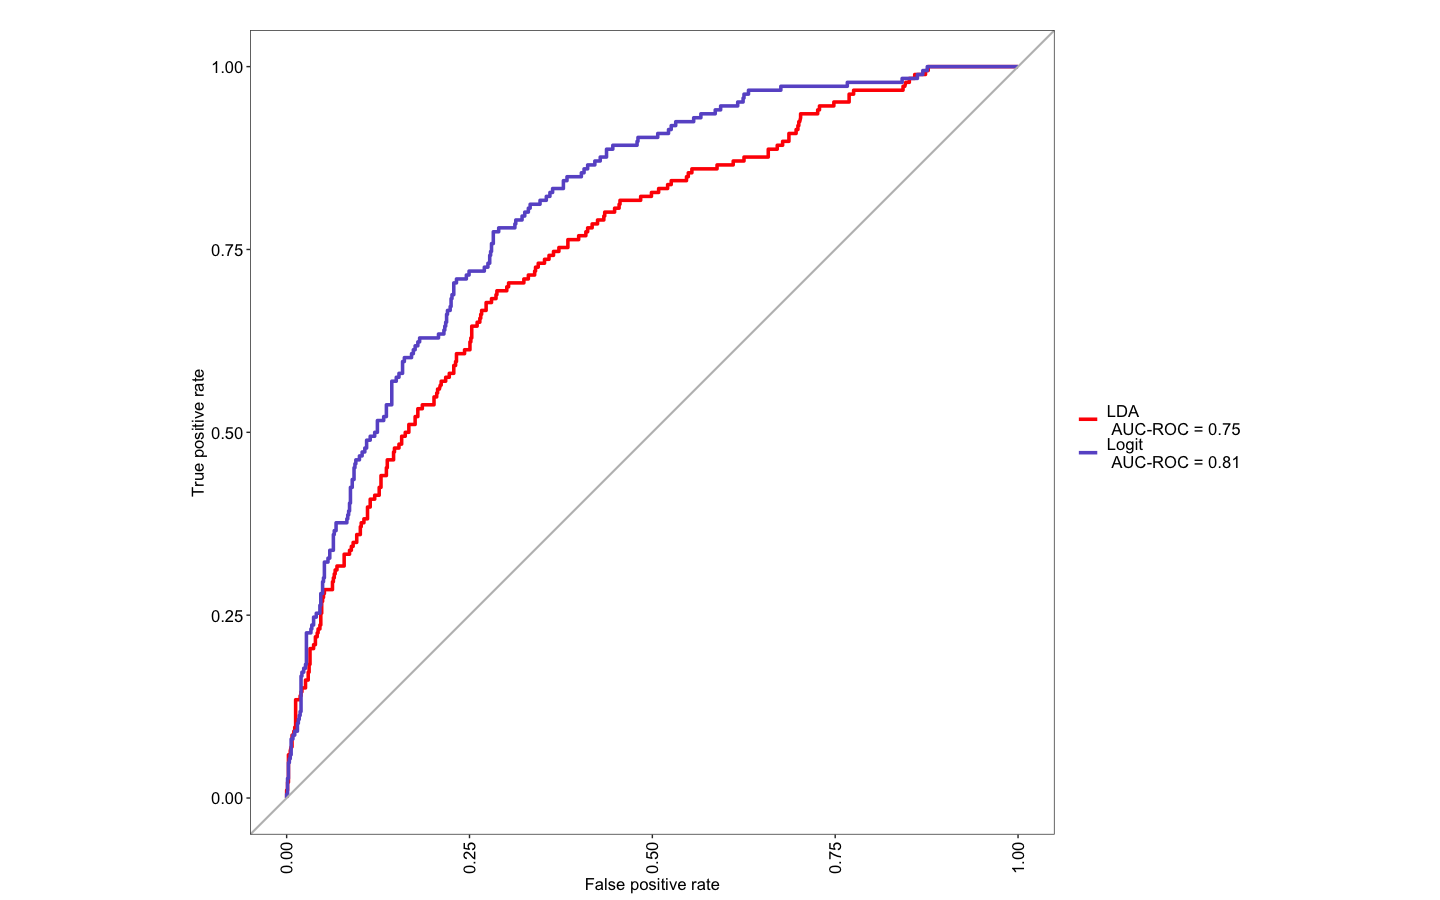 1.00
0.75
0.50
0.25
0.00
True positive rate
0.00
0.25
0.50
0.75
1.00
False positive rate
LDA
AUC-ROC = 0.75
Logit
AUC-ROC = 0.81